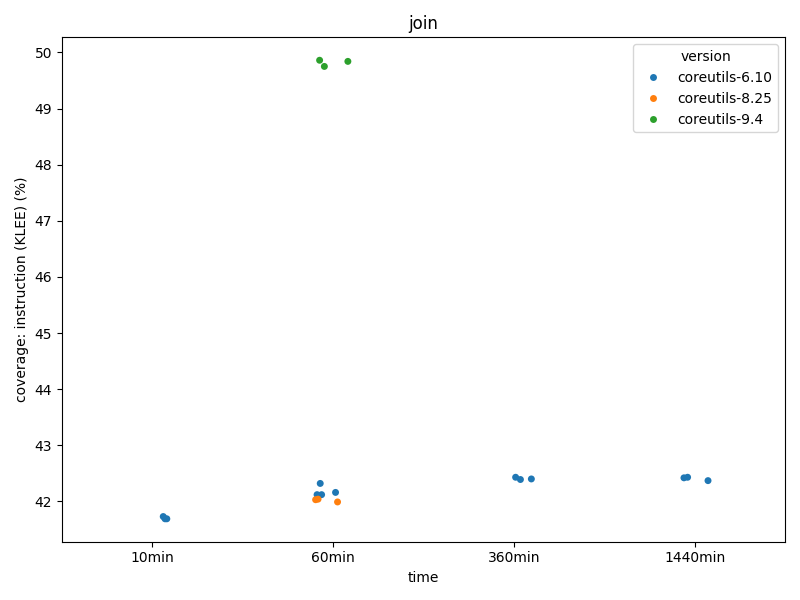 join
version
coreutils-6.10
coreutils-8.25
coreutils-9.4
coverage: instruction (KLEE) (%)
50
49
48
47
46
45
44
43
42
10min
60min
360min
1440min
time